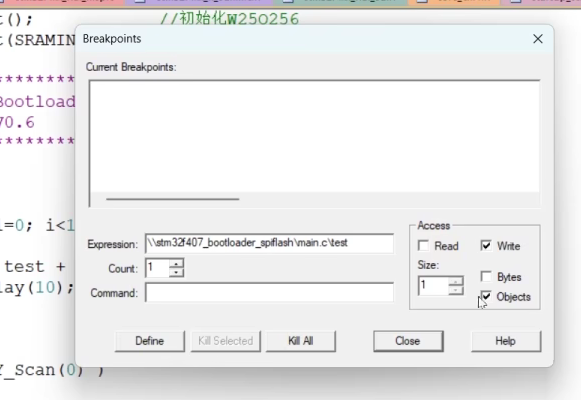 t();
//初始化W25Q256
t(SRAMIN
Breakpoints
Current Breakpoints:
*********
Bootload
70.6
*********
i=0; i<1
test +
lay(10);
Y_Scan(0) )
Expression:
\\stm32f407_bootloader_spiflash\main.c\test
Count:
1
Command:
Access
Read
Write
Size:
1
Bytes
Objects
Define
Kill Selected
Kill All
Close
Help